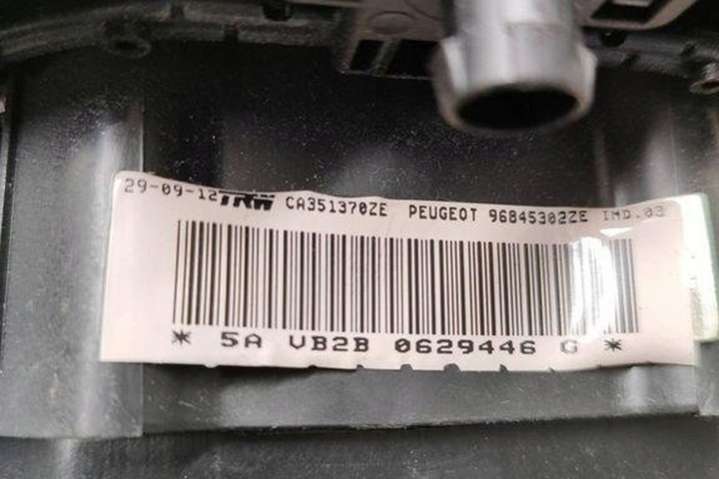 29-09-12 TRW CA351370ZE PEUGEOT 96845302ZE IND.03
* 5A VB2B 0629446 G *